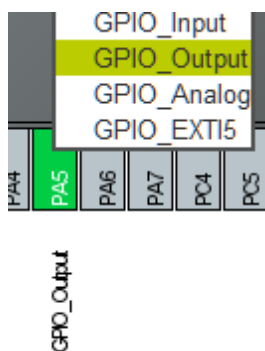 GPIO_Input
GPIO_Output
GPIO_Analog
GPIO_EXTI5
PA4
PA5
PA6
PA7
PC4
PC5
GPIO_Output